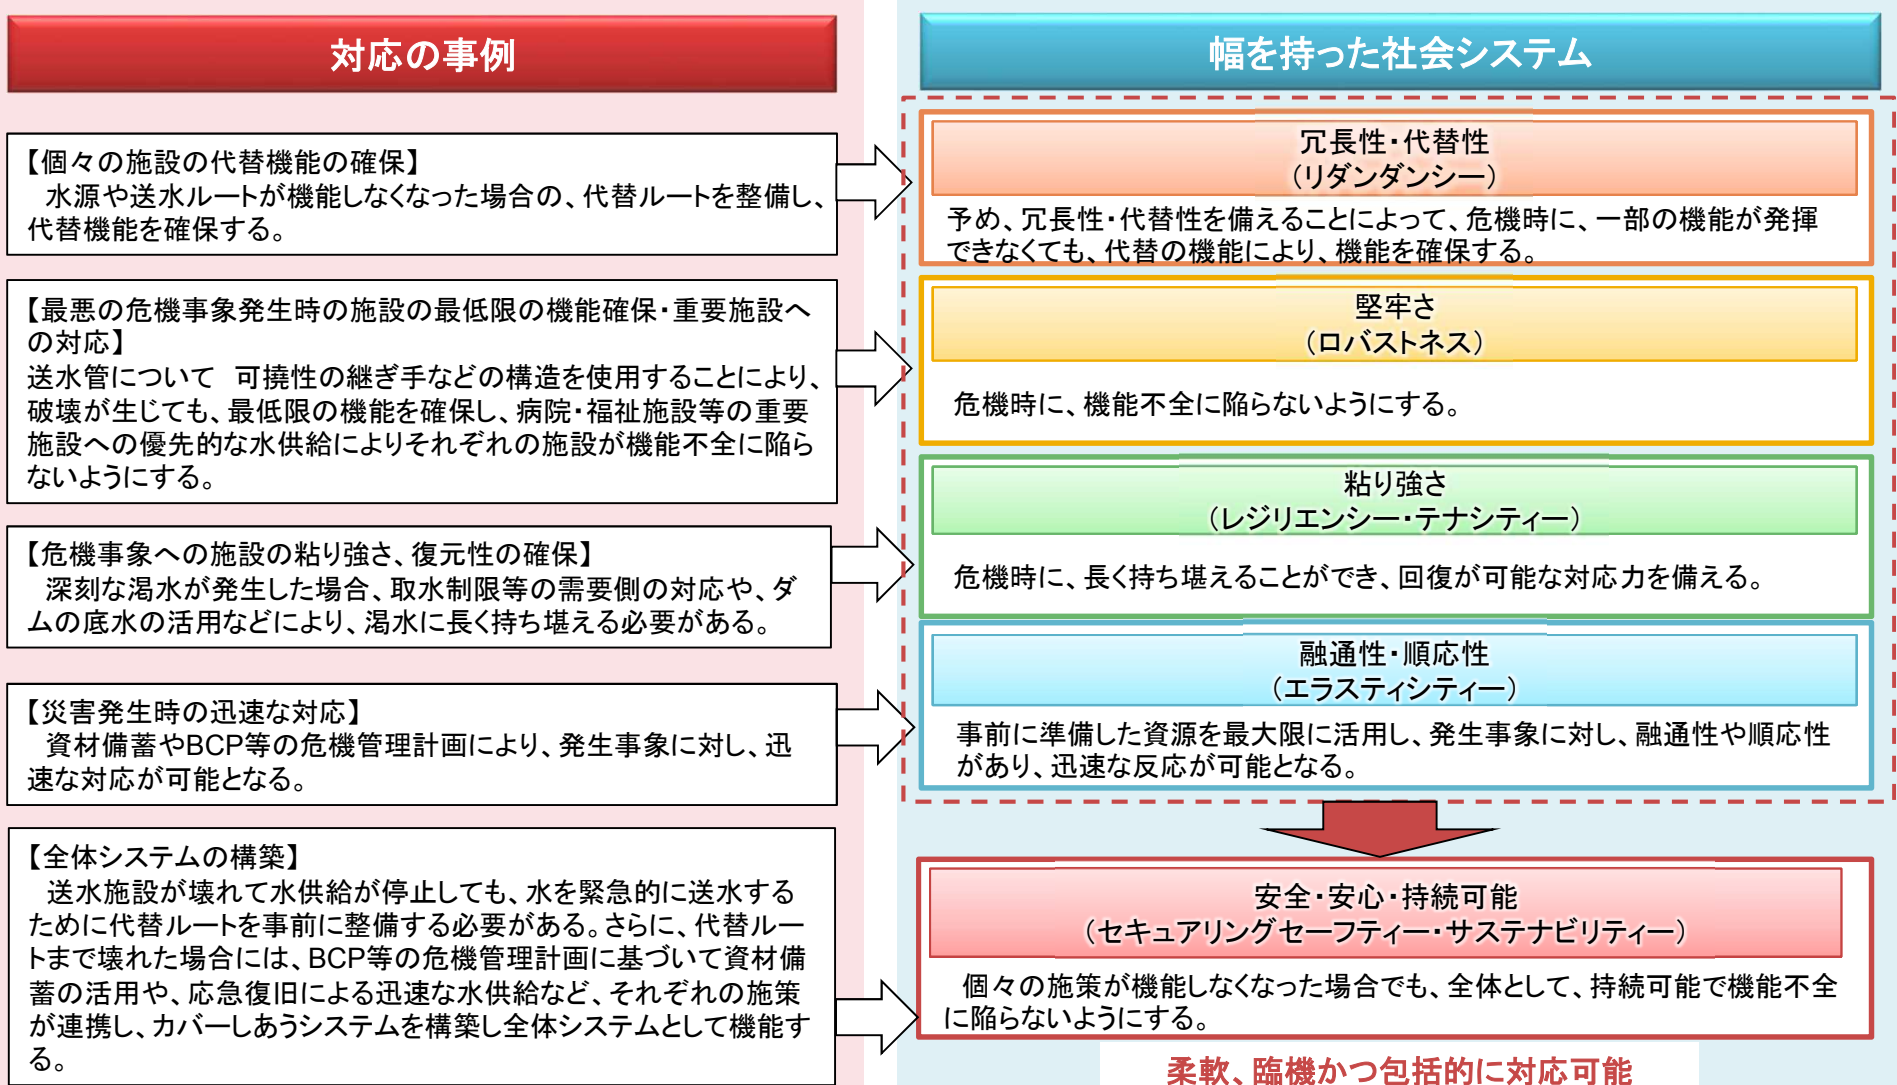 対応の事例
【個々の施設の代替機能の確保】
水源や送水ルートが機能しなくなった場合の、代替ルートを整備し、
代替機能を確保する。
【最悪の危機事象発生時の施設の最低限の機能確保・重要施設へ
の対応】
送水管について　可撓性の継ぎ手などの構造を使用することにより、
破壊が生じても、最低限の機能を確保し、病院・福祉施設等の重要
施設への優先的な水供給によりそれぞれの施設が機能不全に陥ら
ないようにする。
【危機事象への施設の粘り強さ、復元性の確保】
深刻な渇水が発生した場合、取水制限等の需要側の対応や、ダ
ムの底水の活用などにより、渇水に長く持ち堪える必要がある。
【災害発生時の迅速な対応】
資材備蓄やBCP等の危機管理計画により、発生事象に対し、迅
速な対応が可能となる。
【全体システムの構築】
送水施設が壊れて水供給が停止しても、水を緊急的に送水する
ために代替ルートを事前に整備する必要がある。さらに、代替ルー
トまで壊れた場合には、BCP等の危機管理計画に基づいて資材備
蓄の活用や、応急復旧による迅速な水供給など、それぞれの施策
が連携し、カバーしあうシステムを構築し全体システムとして機能す
る。
幅を持った社会システム
冗長性・代替性
（リダンダンシー）
予め、冗長性・代替性を備えることによって、危機時に、一部の機能が発揮
できなくても、代替の機能により、機能を確保する。
堅牢さ
（ロバストネス）
危機時に、機能不全に陥らないようにする。
粘り強さ
（レジリエンシー・テナシティー）
危機時に、長く持ち堪えることができ、回復が可能な対応力を備える。
融通性・順応性
（エラスティシティー）
事前に準備した資源を最大限に活用し、発生事象に対し、融通性や順応性
があり、迅速な反応が可能となる。
安全・安心・持続可能
（セキュアリングセーフティー・サステナビリティー）
個々の施策が機能しなくなった場合でも、全体として、持続可能で機能不全
に陥らないようにする。
柔軟、臨機かつ包括的に対応可能